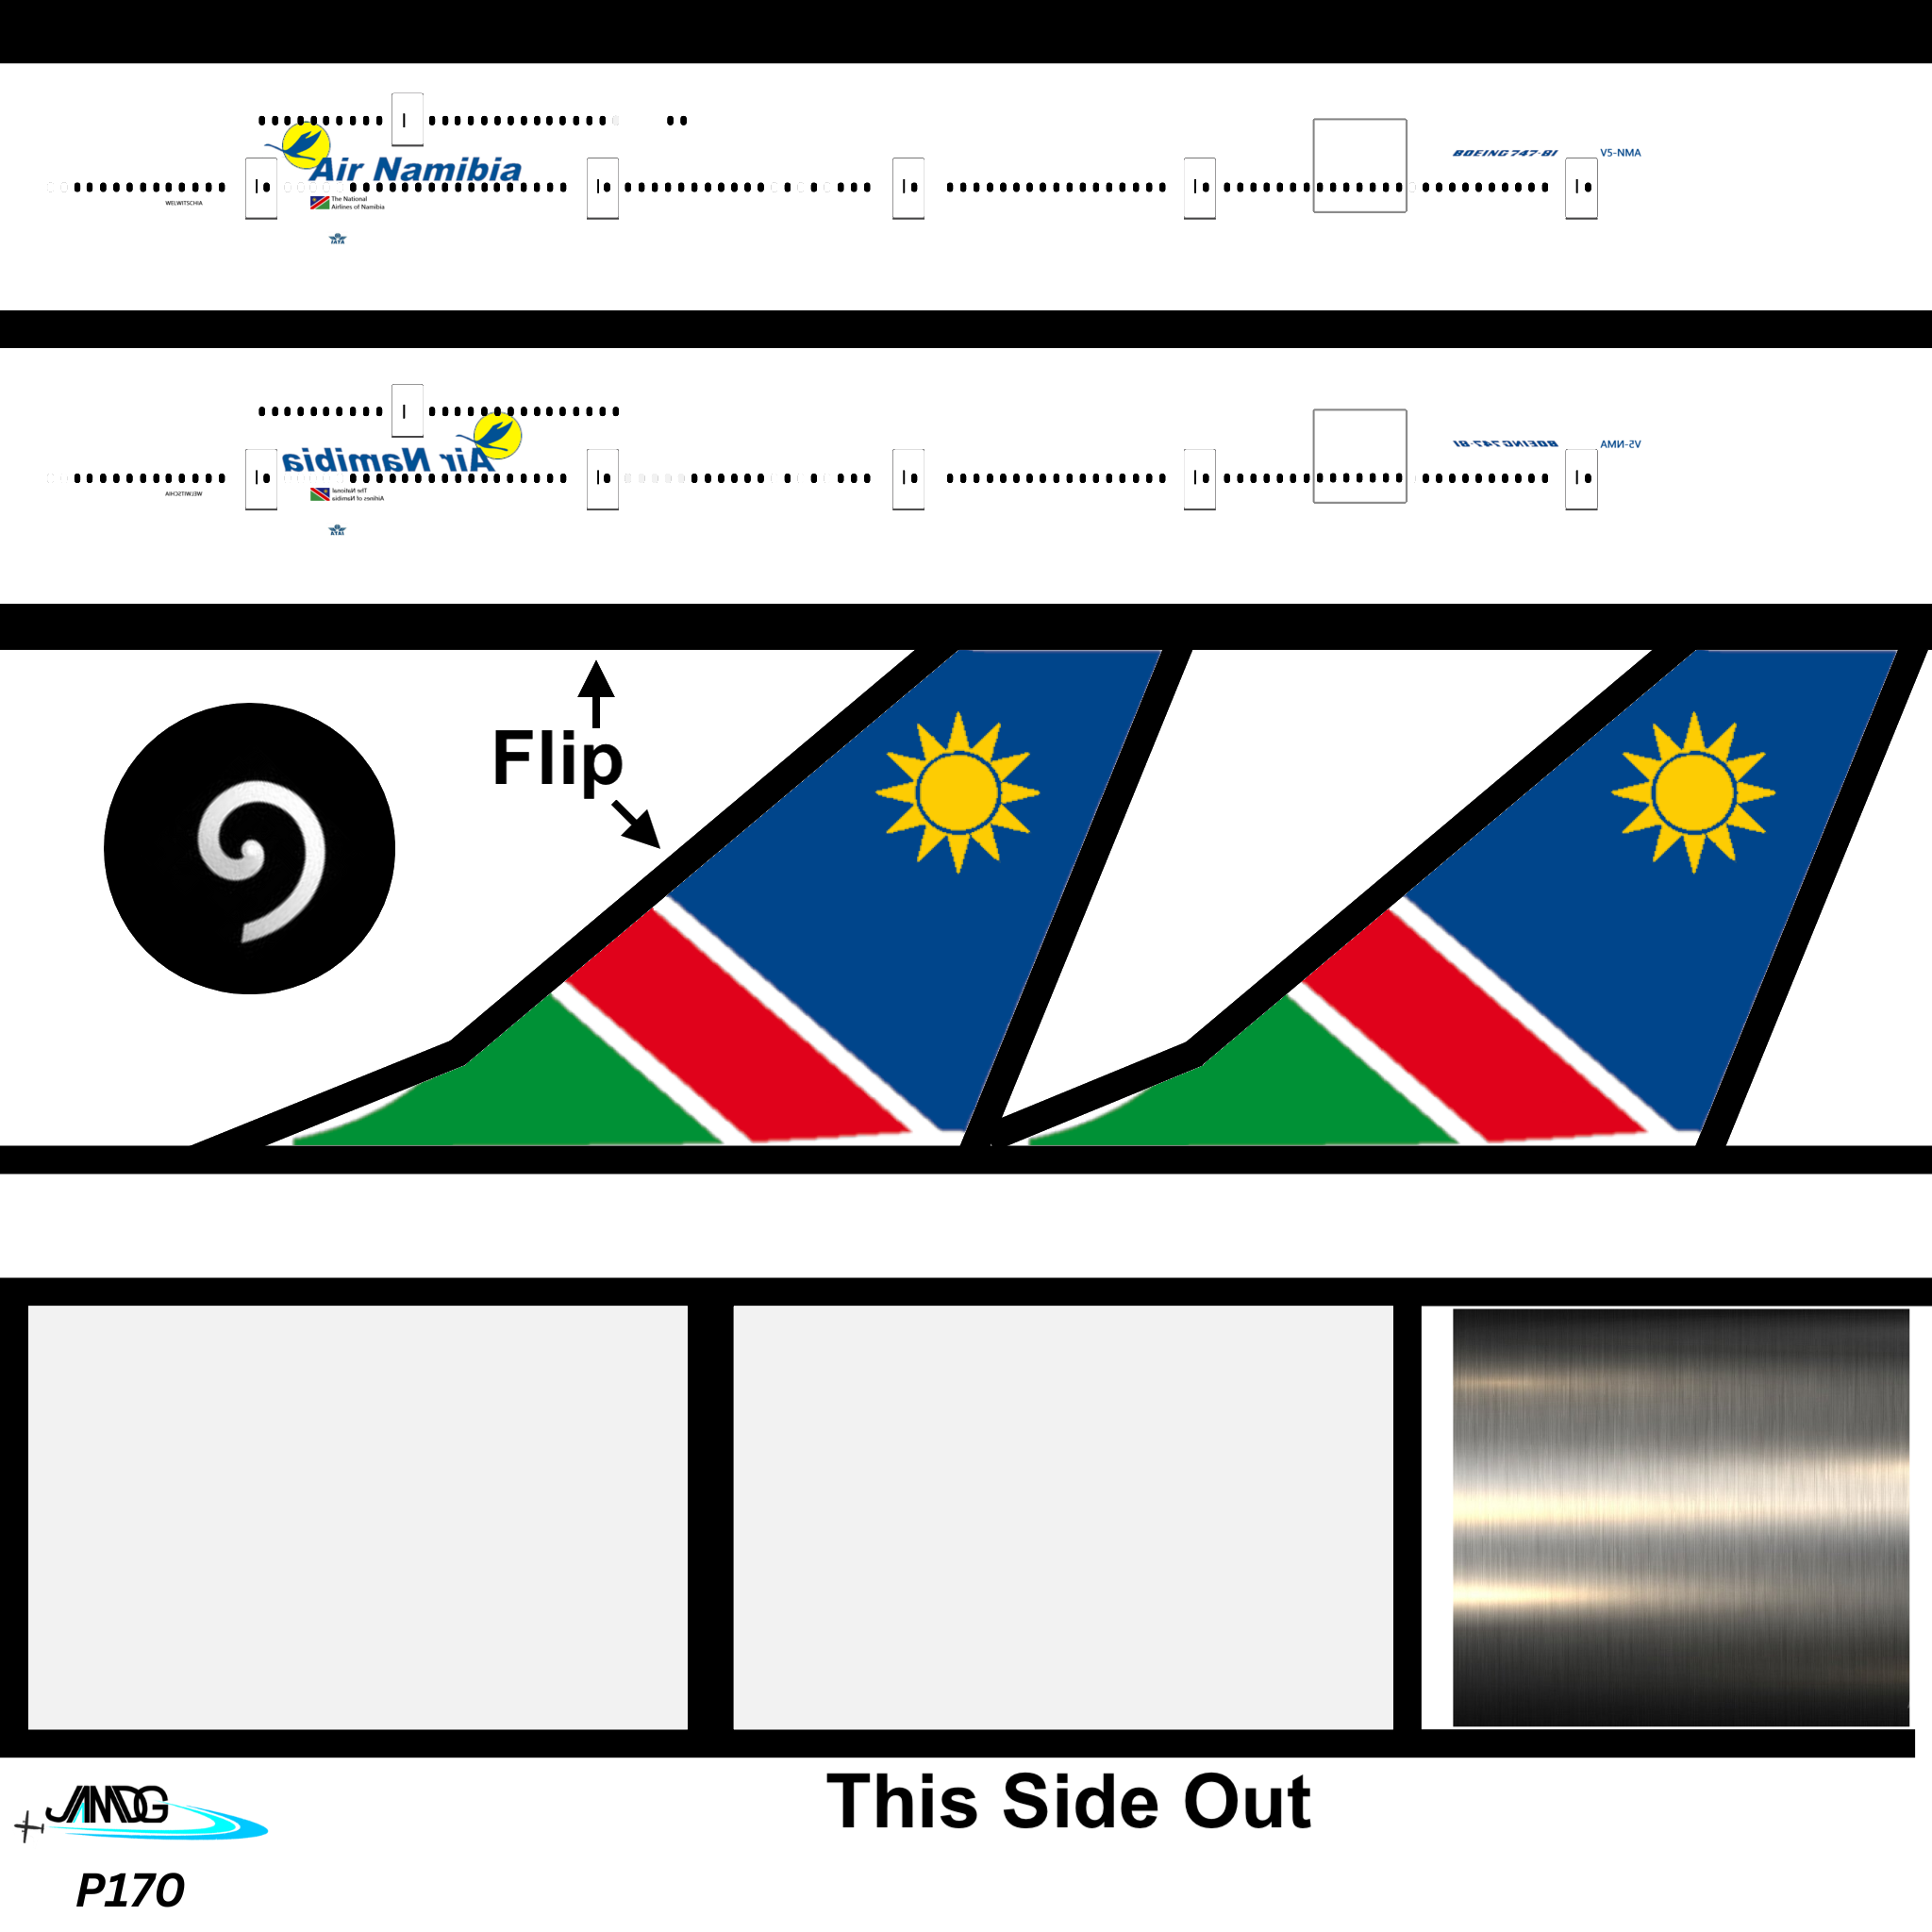 Air Namibia
BOEING 747-8I
V5-NMA
WELWITSCHIA
The National
Airlines of Namibia
IATA
Air Namibia
BOEING 747-8I
V5-NMA
WELWITSCHIA
The National
Airlines of Namibia
IATA
Flip
This Side Out
JAMDG
P170